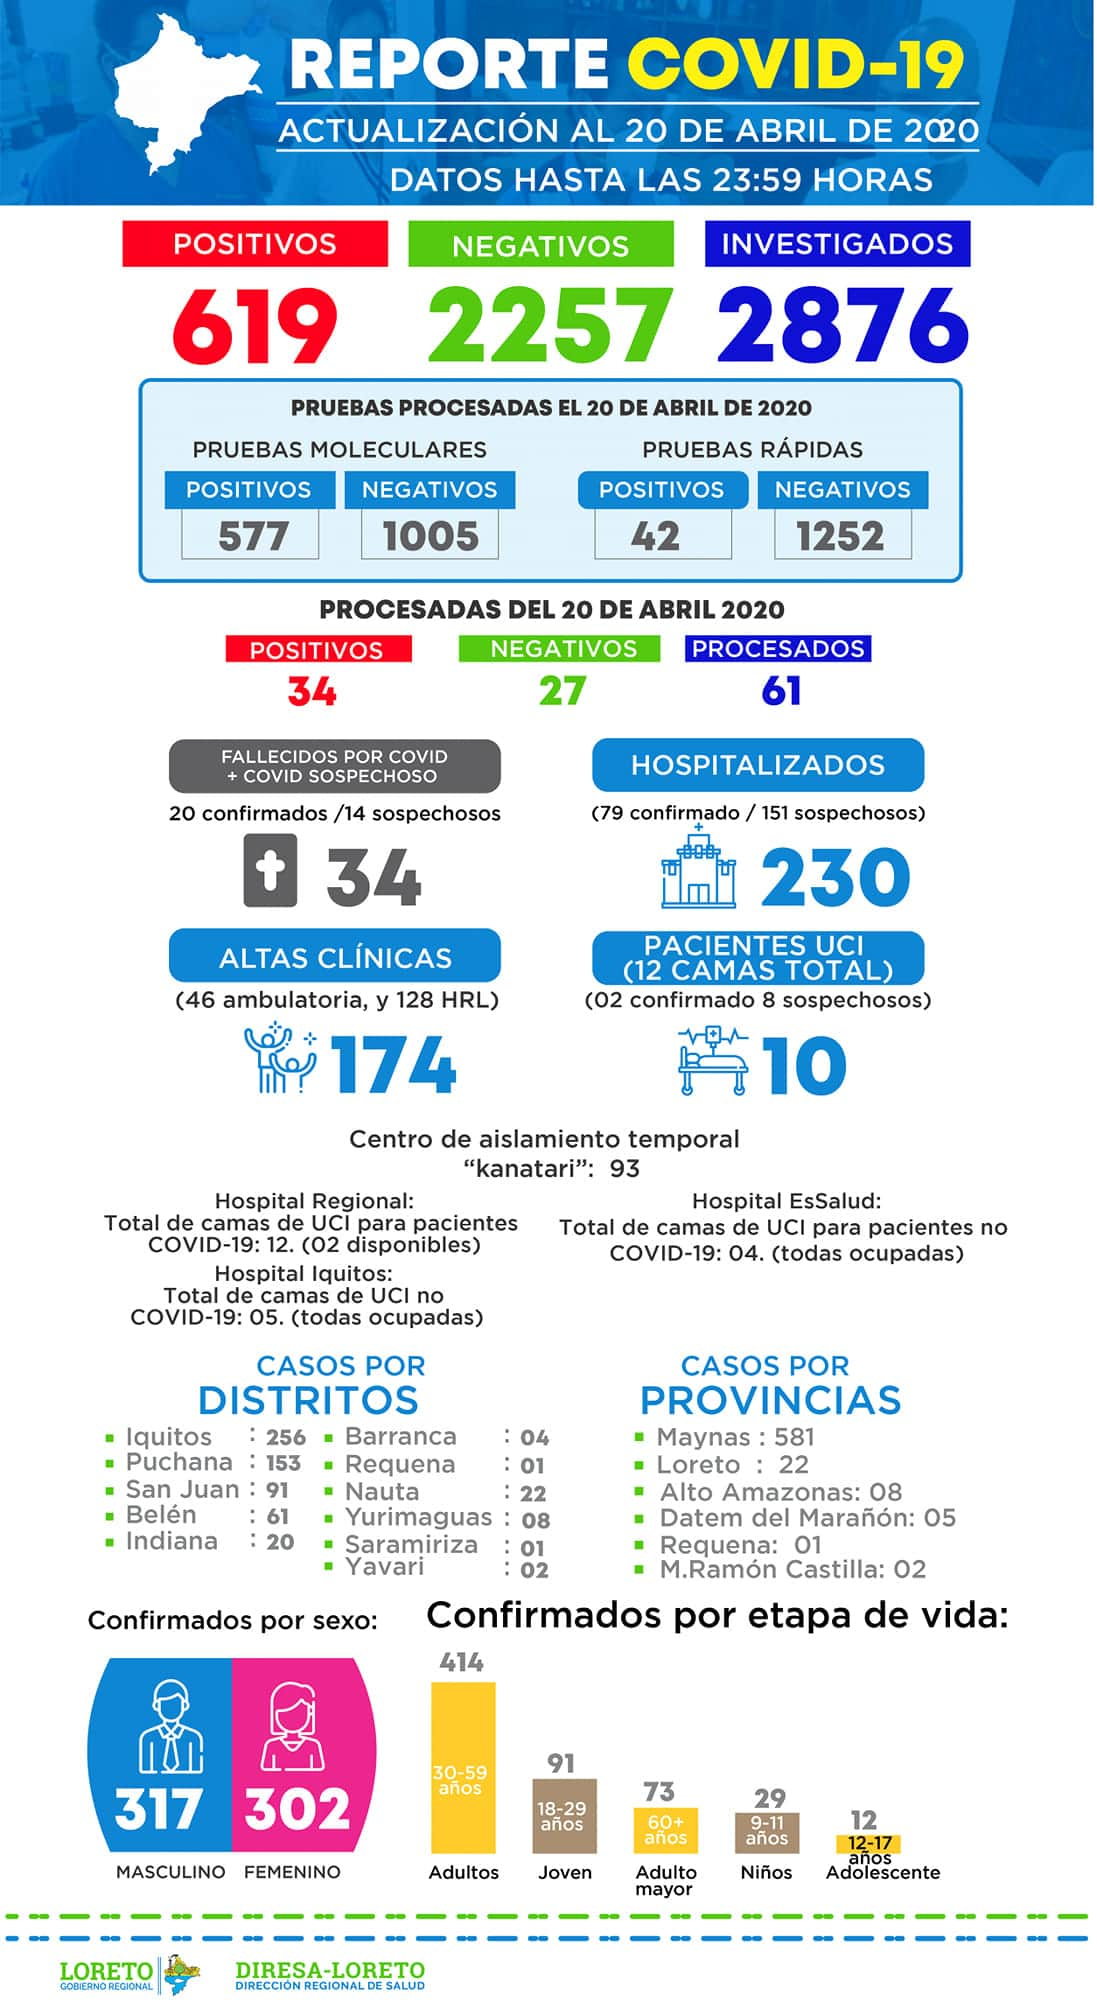 REPORTE COVID-19
ACTUALIZACIÓN AL 20 DE ABRIL DE 2020
DATOS HASTA LAS 23:59 HORAS
POSITIVOS NEGATIVOS INVESTIGADOS
619 2257 2876
PRUEBAS PROCESADAS EL 20 DE ABRIL DE 2020
PRUEBAS MOLECULARES PRUEBAS RÁPIDAS
POSITIVOS NEGATIVOS POSITIVOS NEGATIVOS
577 1005 42 1252
PROCESADAS DEL 20 DE ABRIL 2020
POSITIVOS NEGATIVOS PROCESADOS
34 27 61
FALLECIDOS POR COVID
+ COVID SOSPECHOSO
20 confirmados /14 sospechosos
34
HOSPITALIZADOS
(79 confirmado / 151 sospechosos)
230
ALTAS CLÍNICAS
(46 ambulatoria, y 128 HRL)
174
PACIENTES UCI
(12 CAMAS TOTAL)
(02 confirmado 8 sospechosos)
10
Centro de aislamiento temporal
“kanatari”: 93
Hospital Regional:
Total de camas de UCI para pacientes
COVID-19: 12. (02 disponibles)
Hospital Iquitos:
Total de camas de UCI no
COVID-19: 05. (todas ocupadas)
Hospital EsSalud:
Total de camas de UCI para pacientes no
COVID-19: 04. (todas ocupadas)
CASOS POR
DISTRITOS
Iquitos : 256
Puchana : 153
San Juan : 91
Belén : 61
Indiana : 20
Barranca : 04
Requena : 01
Nauta : 22
Yurimaguas : 08
Saramiriza : 01
Yavari : 02
CASOS POR
PROVINCIAS
Maynas : 581
Loreto : 22
Alto Amazonas: 08
Datem del Marañón: 05
Requena: 01
M.Ramón Castilla: 02
Confirmados por sexo:
317 302
MASCULINO FEMENINO
Confirmados por etapa de vida:
414
30-59
años
Adultos
91
18-29
años
Joven
73
60+
años
Adulto
mayor
29
9-11
años
Niños
12
12-17
años
Adolescente
LORETO
GOBIERNO REGIONAL
DIRESA-LORETO
DIRECCIÓN REGIONAL DE SALUD